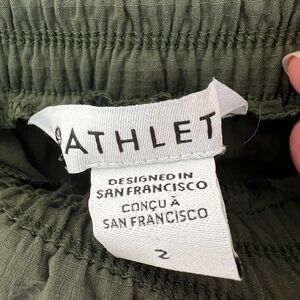 ATHLET
DESIGNED IN
SAN FRANCISCO
CONÇU À
SAN FRANCISCO
2